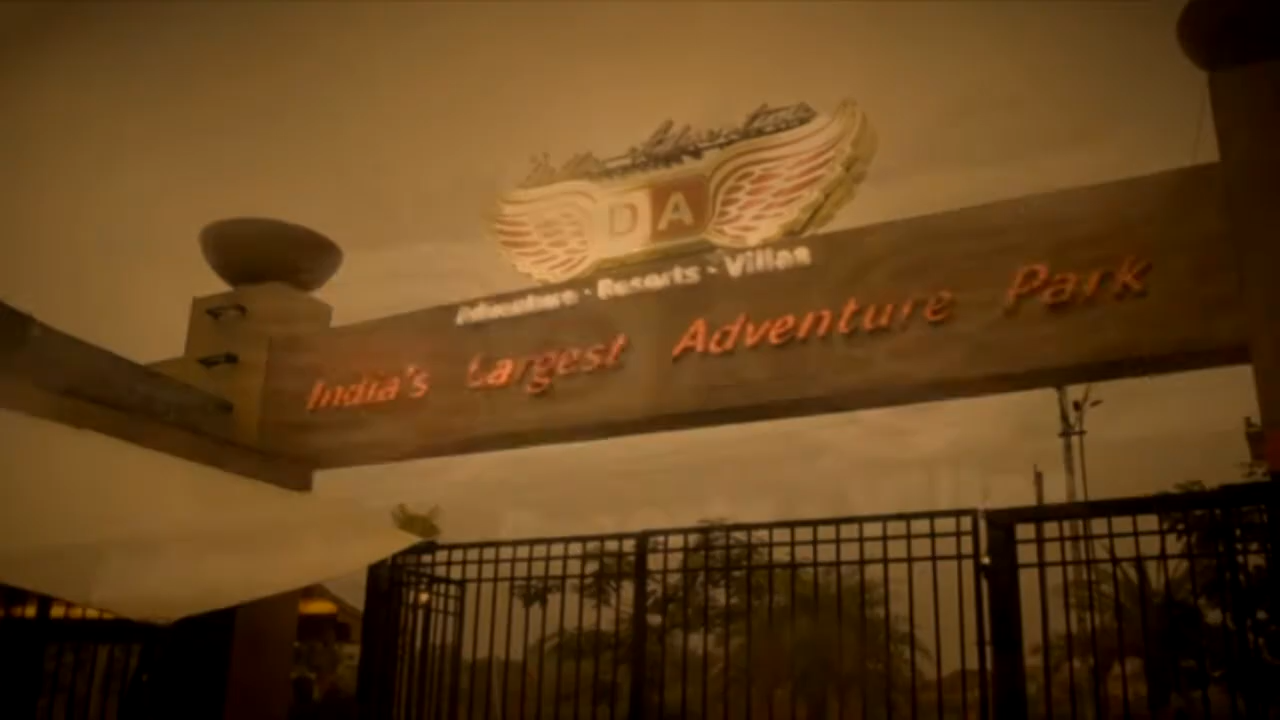 DA
Adventure · Resorts · Villas
India's Largest Adventure Park